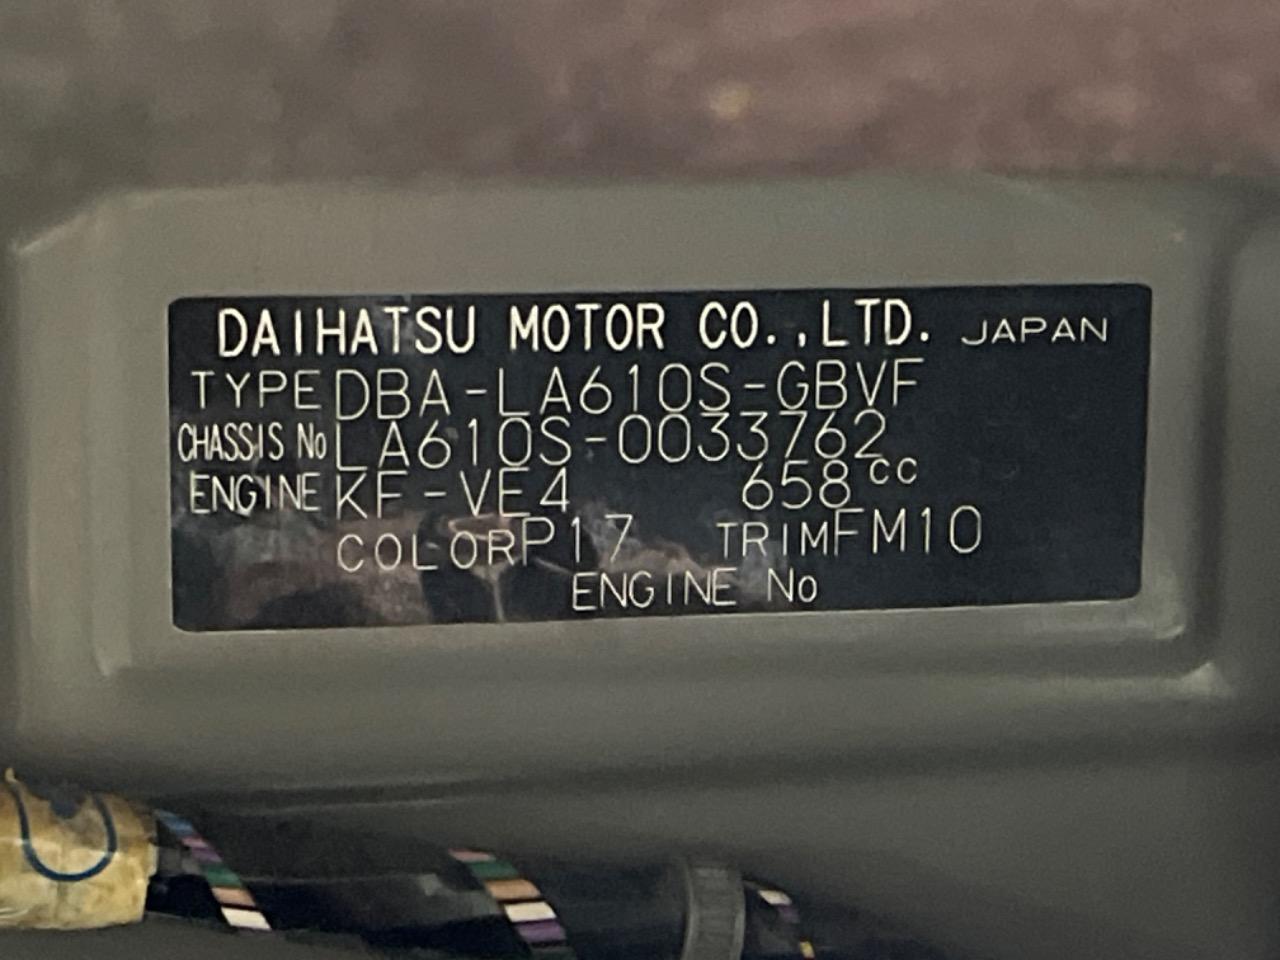 DAIHATSU MOTOR CO.,LTD. JAPAN
TYPE DBA-LA610S-GBVF
CHASSIS No LA610S-0033762
ENGINE KF-VE4 658cc
COLOR P17 TRIM FM10
ENGINE No